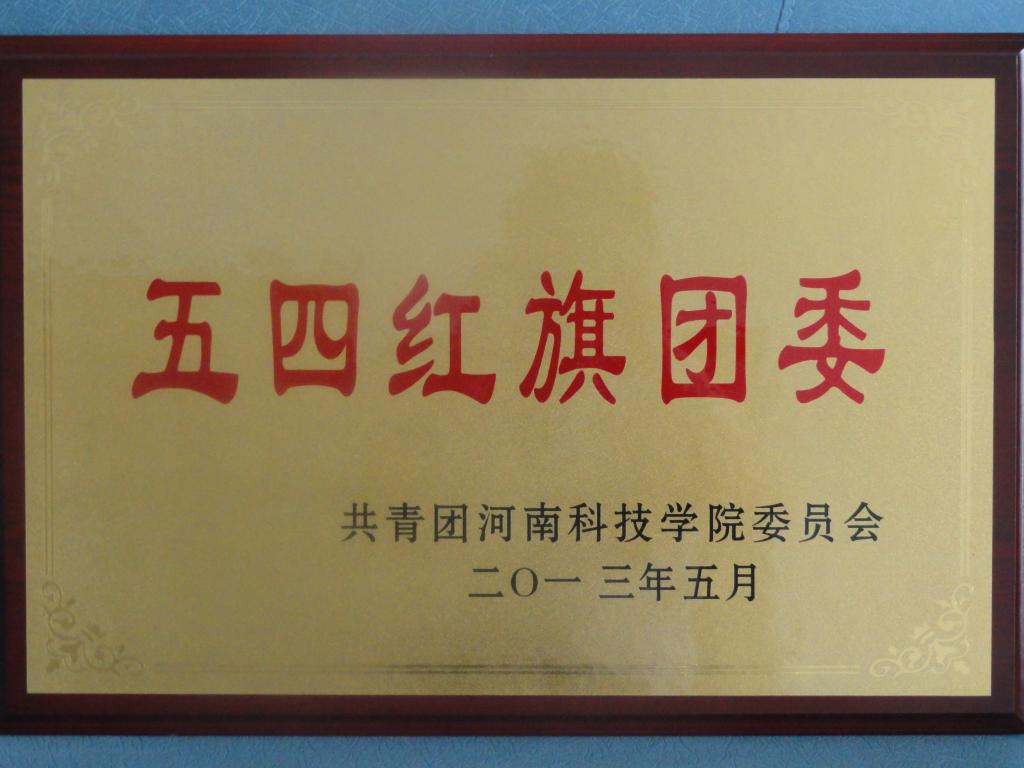 五四红旗团委
共青团河南科技学院委员会
二〇一三年五月